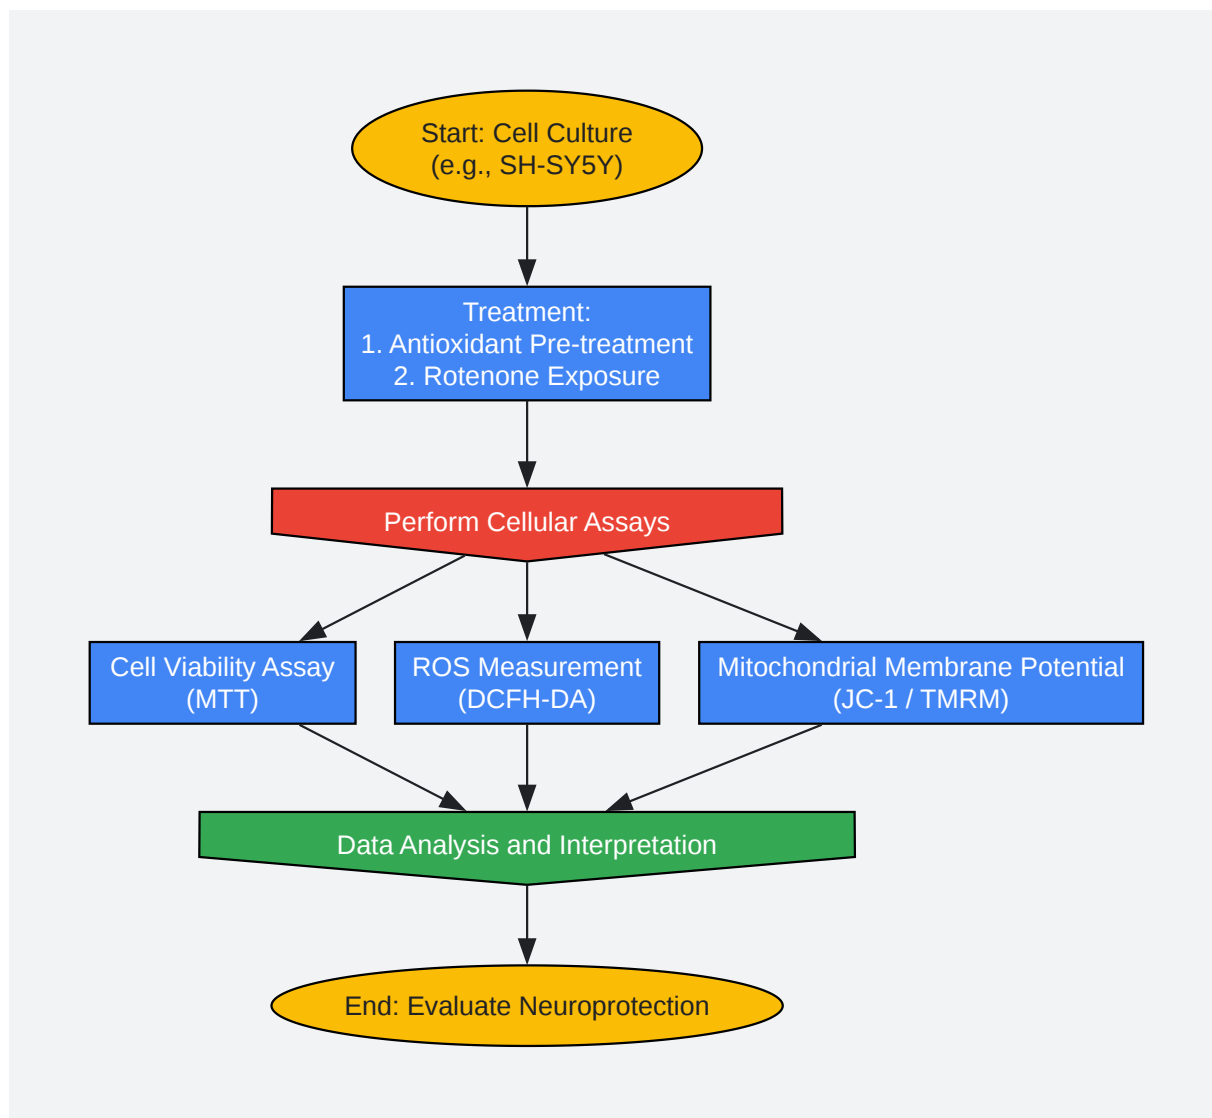 Start: Cell Culture
(e.g., SH-SY5Y)
Treatment:
1. Antioxidant Pre-treatment
2. Rotenone Exposure
Perform Cellular Assays
Cell Viability Assay
(MTT)
ROS Measurement
(DCFH-DA)
Mitochondrial Membrane Potential
(JC-1 / TMRM)
Data Analysis and Interpretation
End: Evaluate Neuroprotection